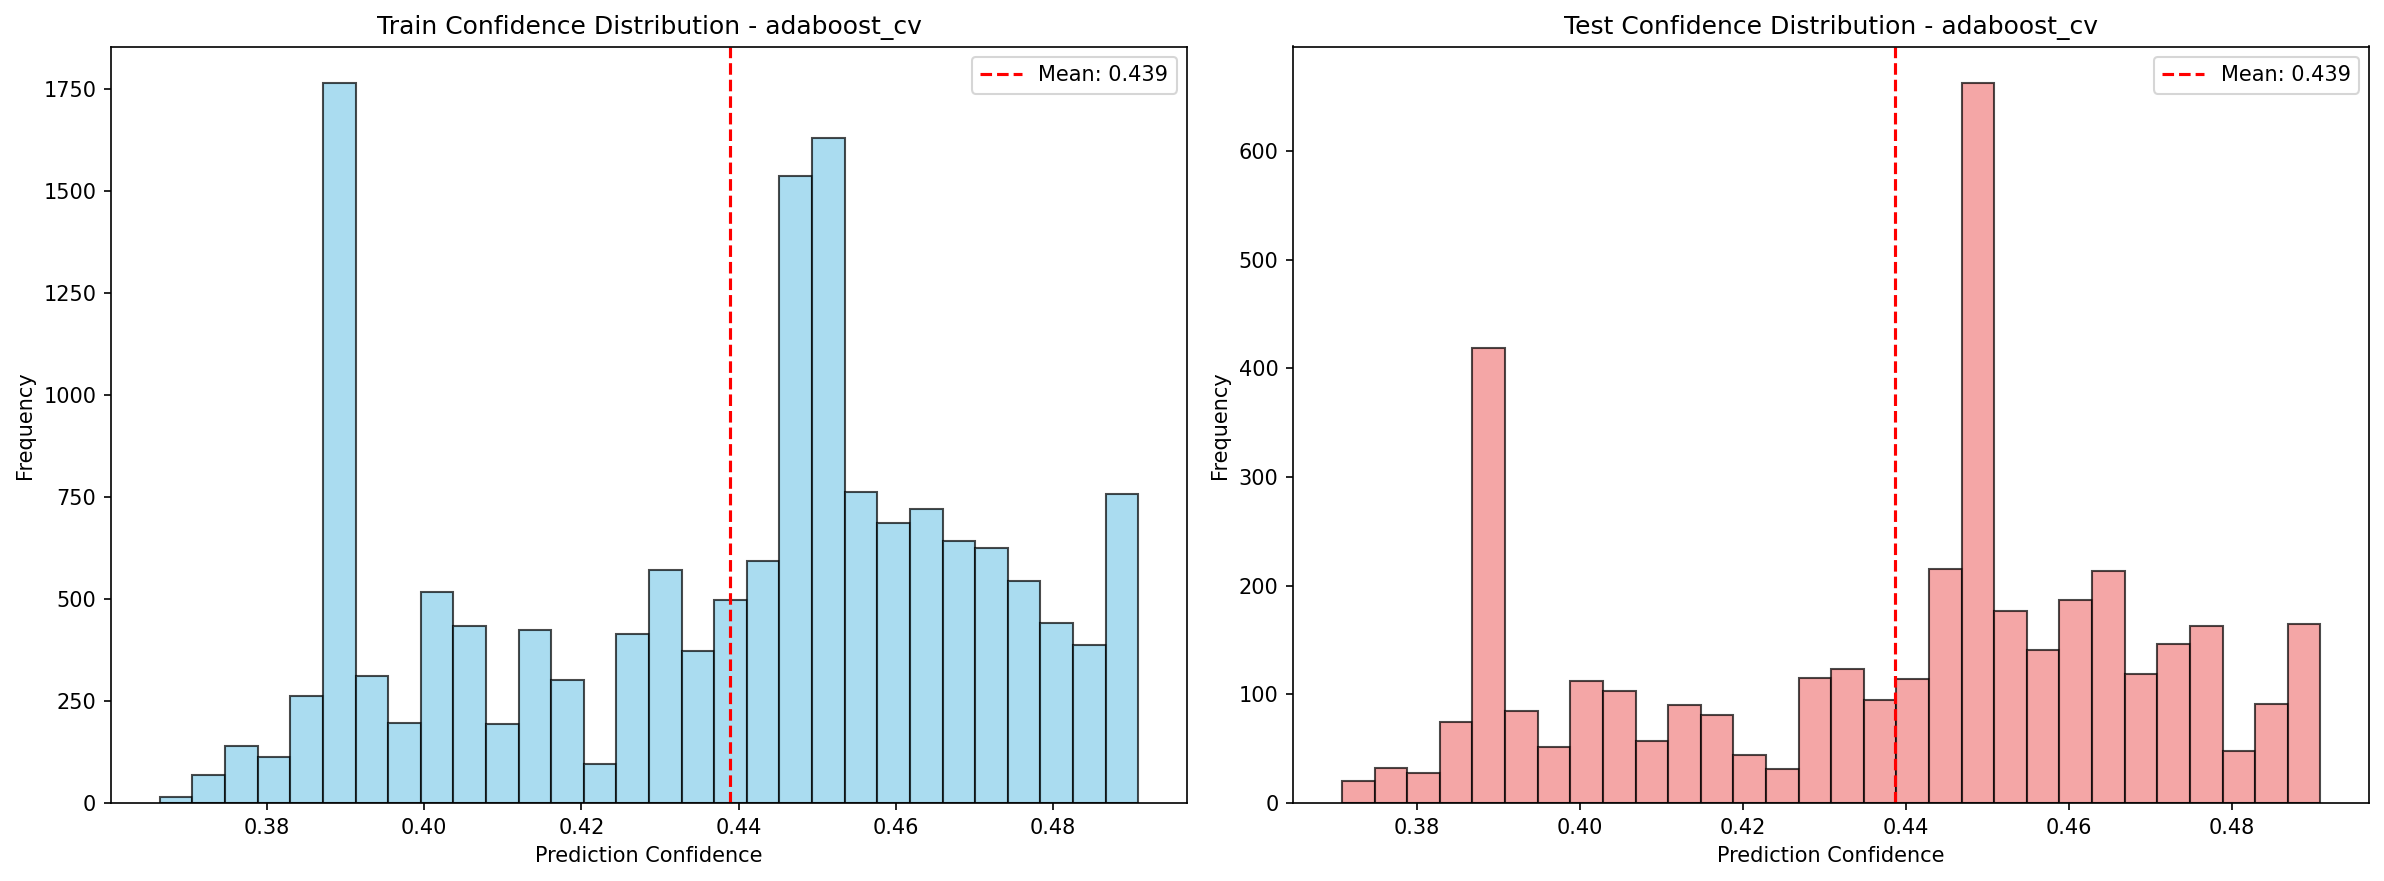 Train Confidence Distribution - adaboost_cv
Mean: 0.439
Frequency
1750
1500
1250
1000
750
500
250
0
0.38 0.40 0.42 0.44 0.46 0.48
Prediction Confidence
Test Confidence Distribution - adaboost_cv
Mean: 0.439
Frequency
600
500
400
300
200
100
0
0.38 0.40 0.42 0.44 0.46 0.48
Prediction Confidence